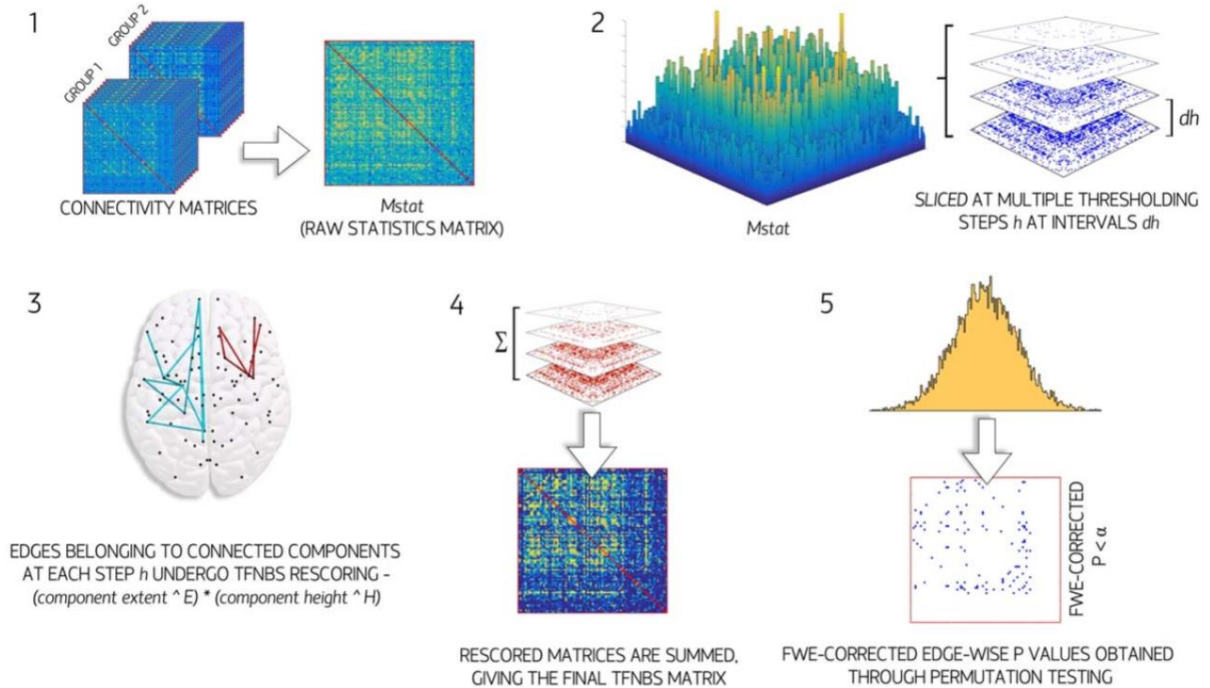 1
GROUP 2
GROUP 1
CONNECTIVITY MATRICES
Mstat
(RAW STATISTICS MATRIX)
2
Mstat
dh
SLICED AT MULTIPLE THRESHOLDING
STEPS h AT INTERVALS dh
3
EDGES BELONGING TO CONNECTED COMPONENTS
AT EACH STEP h UNDERGO TFNBS RESCORING -
(component extent ^ E) * (component height ^ H)
4
Σ
RESCORED MATRICES ARE SUMMED,
GIVING THE FINAL TFNBS MATRIX
5
FWE-CORRECTED
P < α
FWE-CORRECTED EDGE-WISE P VALUES OBTAINED
THROUGH PERMUTATION TESTING